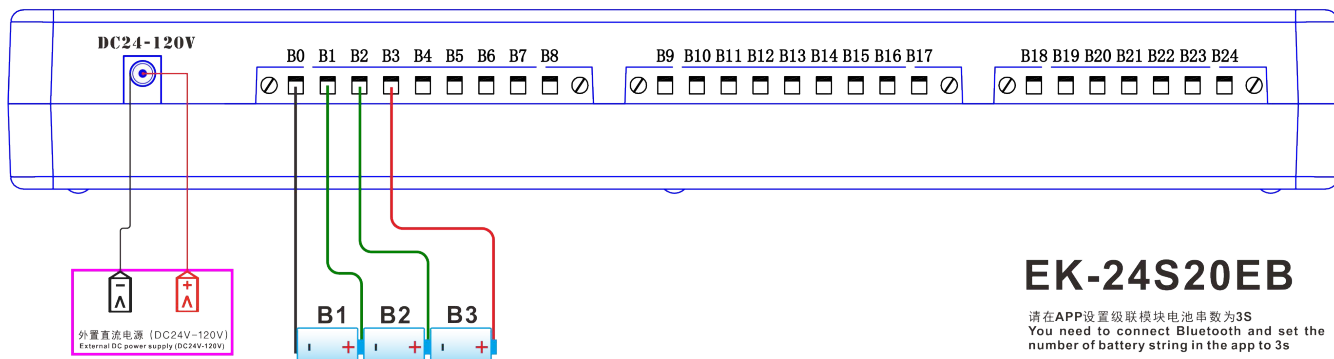 DC24-120V
B0 B1 B2 B3 B4 B5 B6 B7 B8
B9 B10 B11 B12 B13 B14 B15 B16 B17
B18 B19 B20 B21 B22 B23 B24
- +
外置直流电源（DC24V-120V）
External DC power supply (DC24V-120V)
B1 B2 B3
- + - + - +
EK-24S20EB
请在APP设置级联模块电池串数为3S
You need to connect Bluetooth and set the
number of battery string in the app to 3s